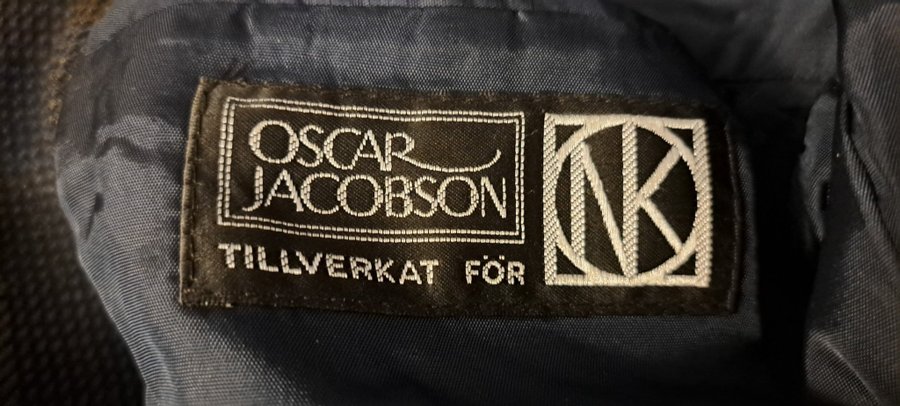 OSCAR
JACOBSON
TILLVERKAT FÖR
NK